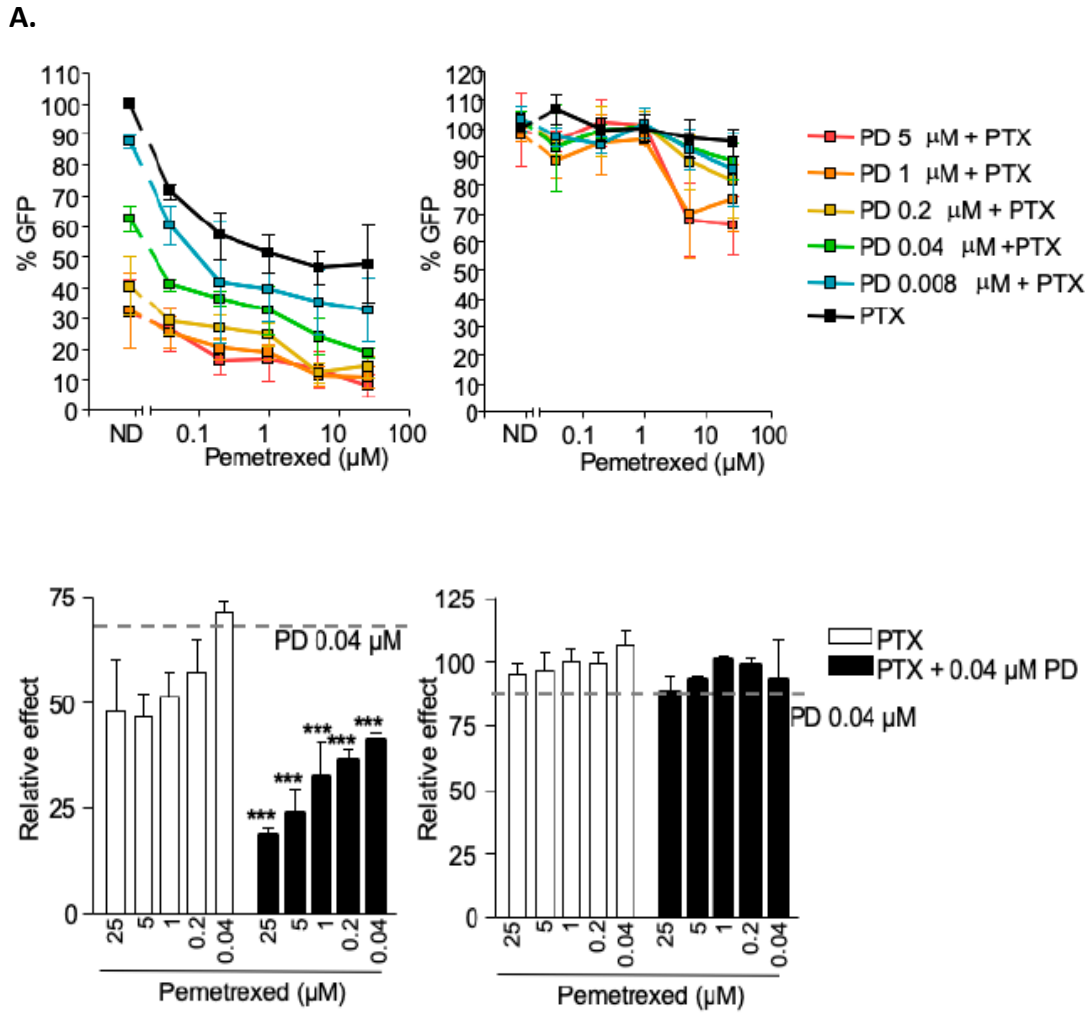 A.
110
100
90
80
70
60
50
40
30
20
10
0
% GFP
ND 0.1 1 10 100
Pemetrexed (µM)
120
110
100
90
80
70
60
50
40
30
20
10
0
% GFP
ND 0.1 1 10 100
Pemetrexed (µM)
PD 5 µM + PTX
PD 1 µM + PTX
PD 0.2 µM + PTX
PD 0.04 µM +PTX
PD 0.008 µM + PTX
PTX
75
50
25
0
Relative effect
PD 0.04 µM
*** *** *** *** ***
25 5 1 0.2 0.04 25 5 1 0.2 0.04
Pemetrexed (µM)
125
100
75
50
25
0
Relative effect
PD 0.04 µM
25 5 1 0.2 0.04 25 5 1 0.2 0.04
Pemetrexed (µM)
PTX
PTX + 0.04 µM PD